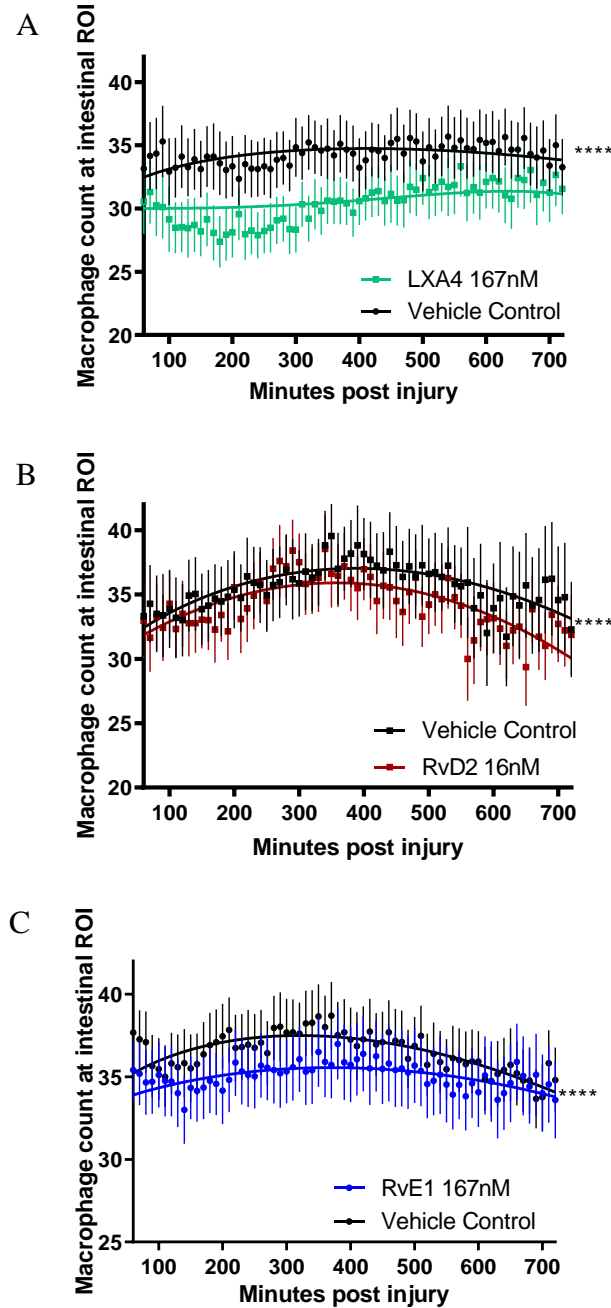 A
Macrophage count at intestinal ROI
40
35
30
25
20
****
LXA4 167nM
Vehicle Control
100 200 300 400 500 600 700
Minutes post injury
B
Macrophage count at intestinal ROI
40
35
30
25
20
****
Vehicle Control
RvD2 16nM
100 200 300 400 500 600 700
Minutes post injury
C
Macrophage count at intestinal ROI
40
35
30
25
****
RvE1 167nM
Vehicle Control
100 200 300 400 500 600 700
Minutes post injury